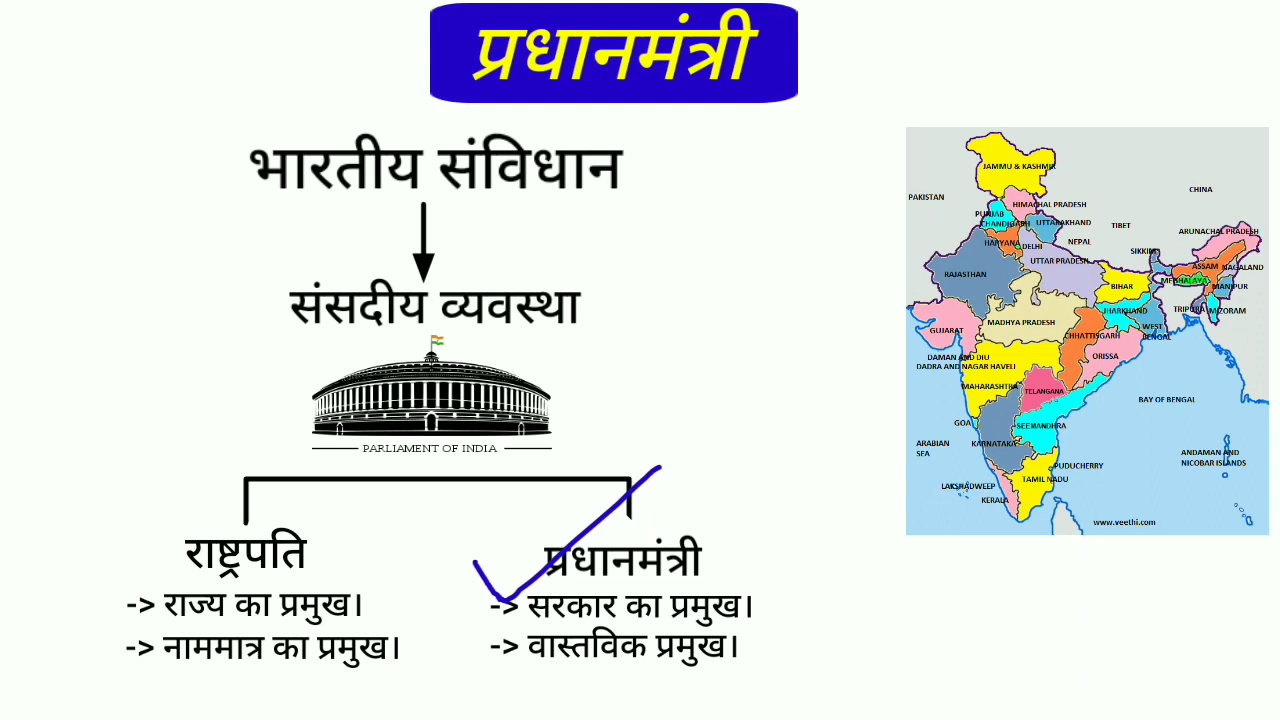 प्रधानमंत्री
भारतीय संविधान
संसदीय व्यवस्था
PARLIAMENT OF INDIA
राष्ट्रपति
-> राज्य का प्रमुख।
-> नाममात्र का प्रमुख।
प्रधानमंत्री
-> सरकार का प्रमुख।
-> वास्तविक प्रमुख।
JAMMU & KASHMIR
CHINA
PAKISTAN
HIMACHAL PRADESH
PUNJAB
CHANDIGARH
UTTARAKHAND
TIBET
ARUNACHAL PRADESH
HARYANA
DELHI
NEPAL
SIKKIM
UTTAR PRADESH
ASSAM
NAGALAND
RAJASTHAN
BIHAR
MEGHALAYA
MANIPUR
JHARKHAND
TRIPURA
MIZORAM
GUJARAT
MADHYA PRADESH
WEST
BENGAL
CHHATTISGARH
DAMAN AND DIU
DADRA AND NAGAR HAVELI
ORISSA
MAHARASHTRA
TELANGANA
BAY OF BENGAL
GOA
SEEMANDHRA
ARABIAN
SEA
KARNATAKA
ANDAMAN AND
NICOBAR ISLANDS
PUDUCHERRY
LAKSHADWEEP
TAMIL NADU
KERALA
www.veethi.com